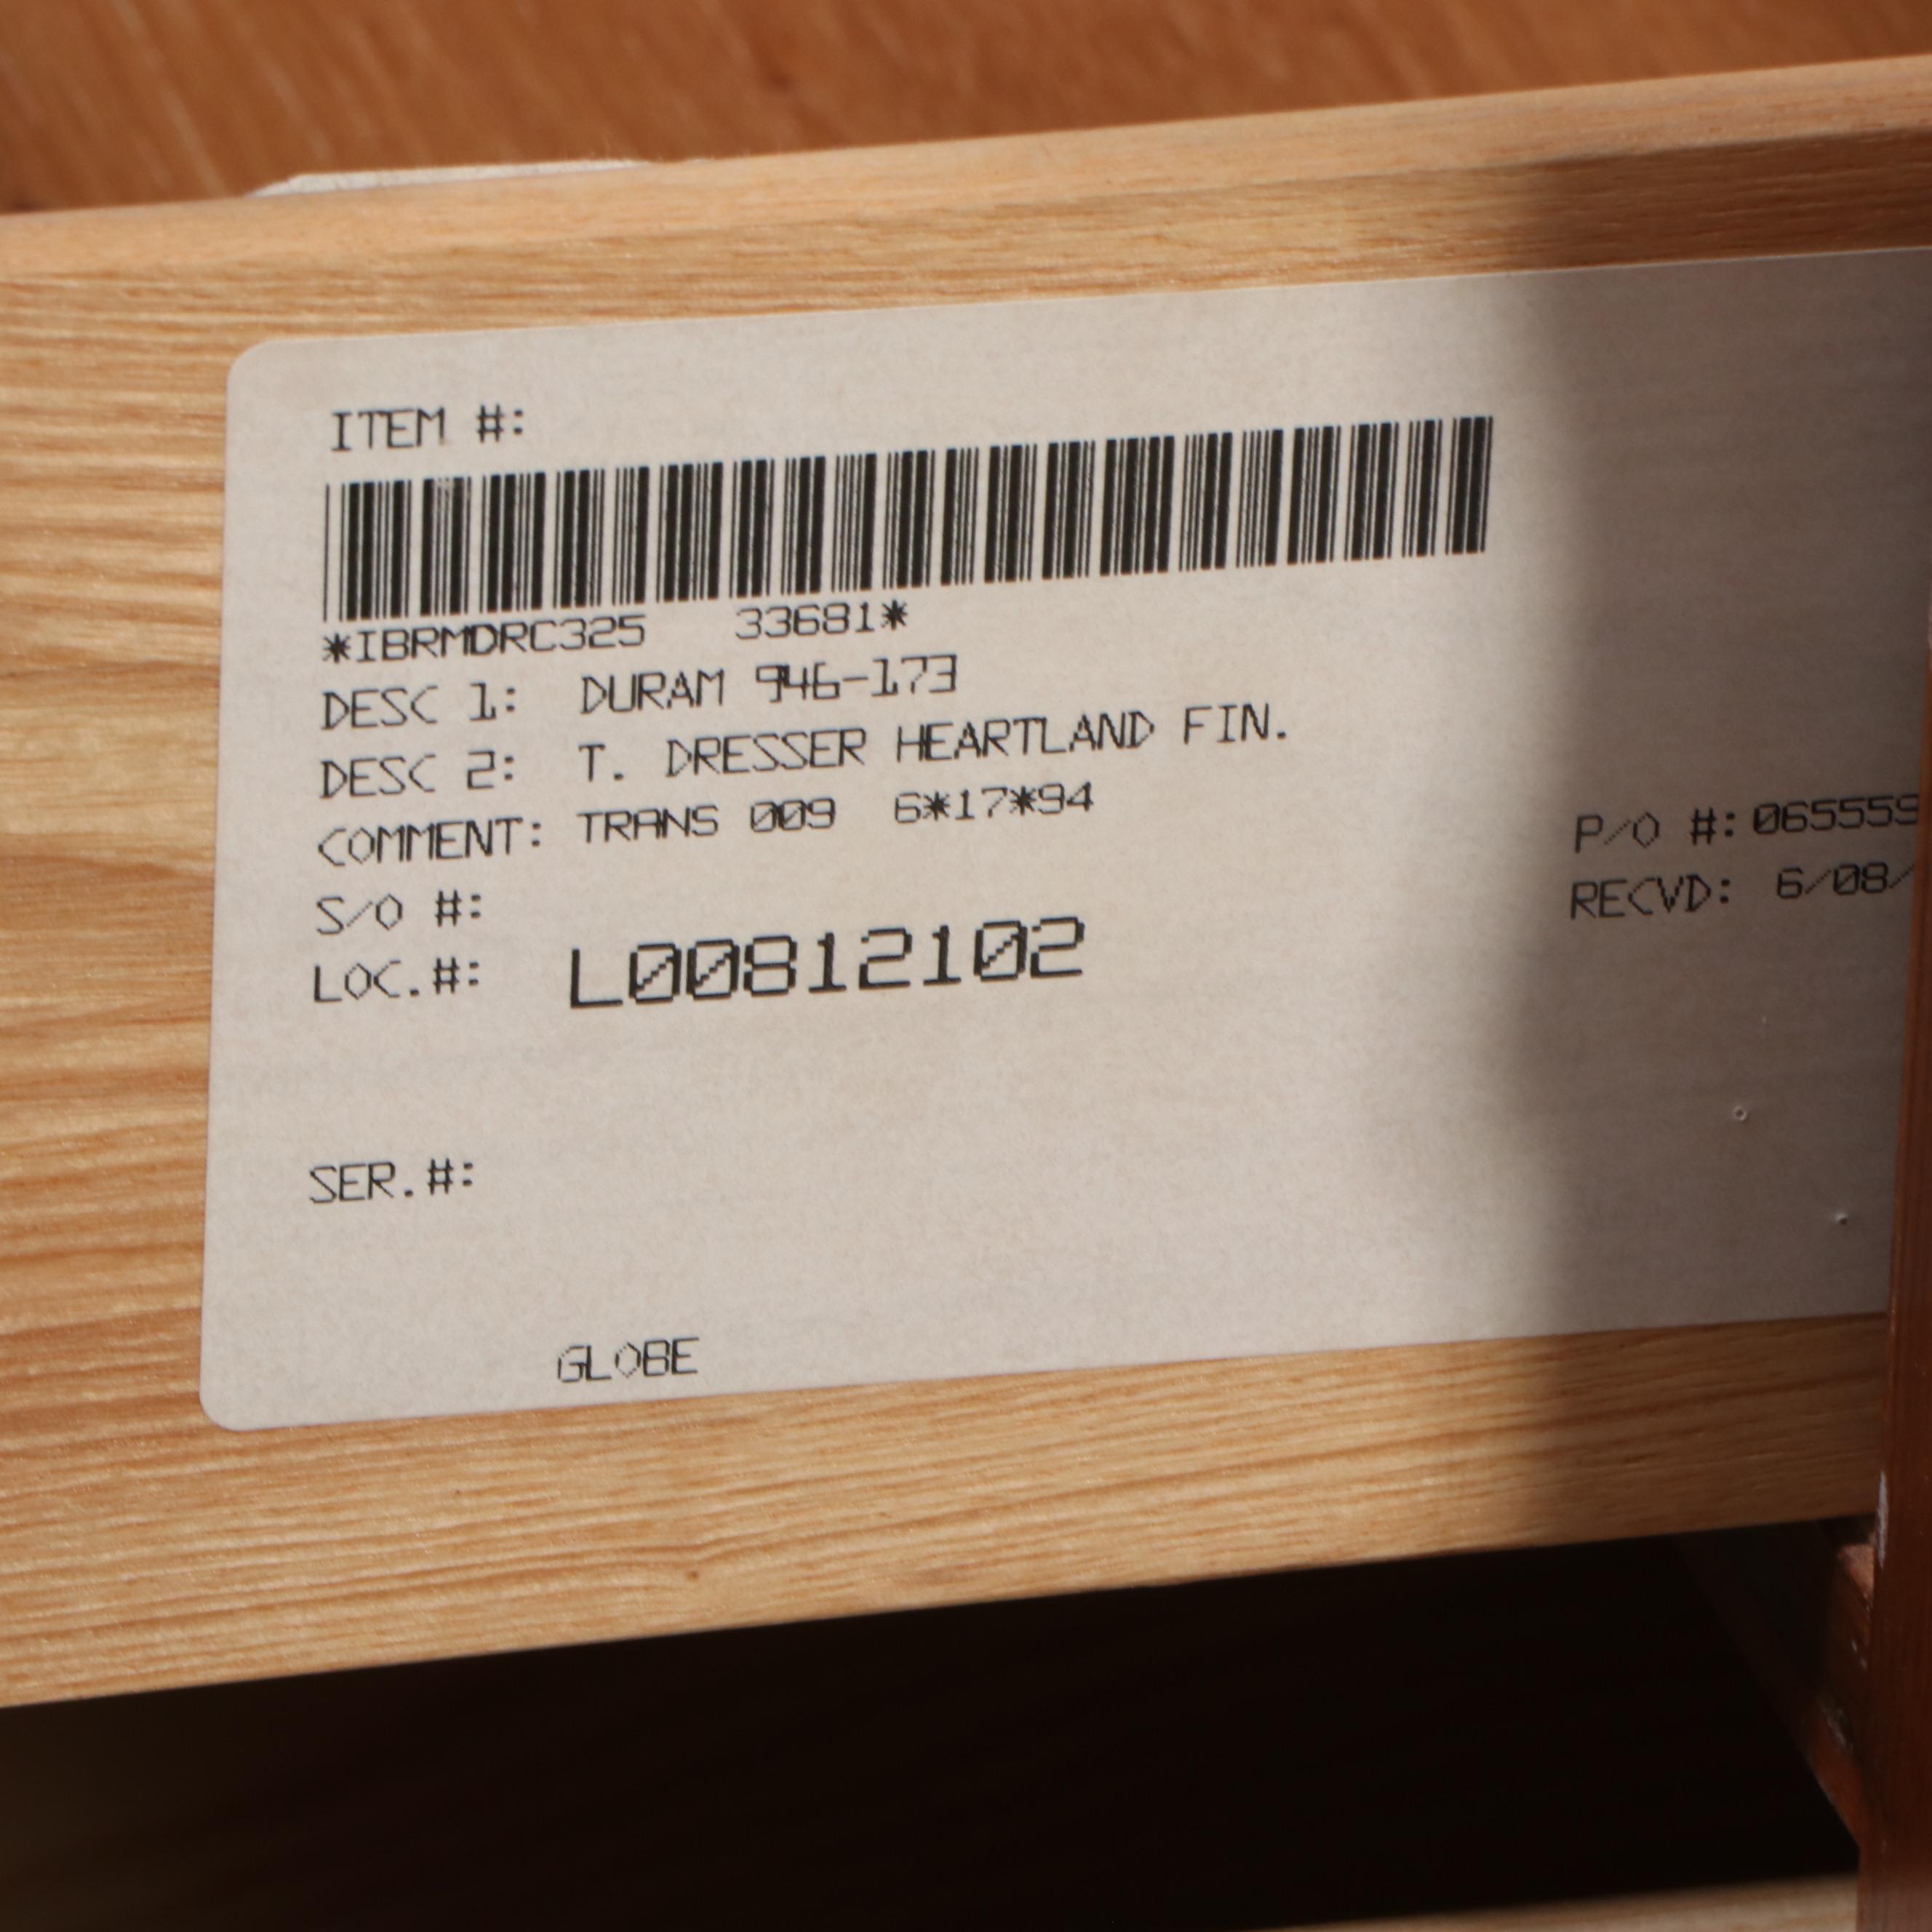 ITEM #:
*IBRMDRC325 33681*
DESC 1: DURAM 946-173
DESC 2: T. DRESSER HEARTLAND FIN.
COMMENT: TRANS 009 6*17*94
P/O #: 065559
S/O #:
RECVD: 6/08/
LOC.#: L00812102
SER.#:
GLOBE